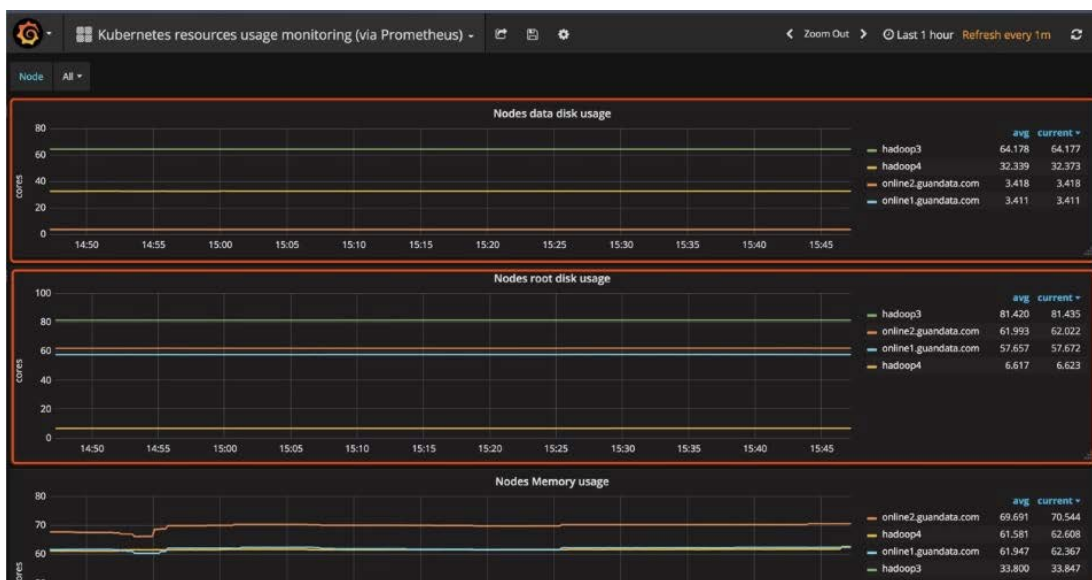 Kubernetes resources usage monitoring (via Prometheus) Zoom Out Last 1 hour Refresh every 1m
Node All
Nodes data disk usage
avg current
80
60
40
20
0
cores
hadoop3 64.178 64.177
hadoop4 32.339 32.373
online2.guandata.com 3.418 3.418
online1.guandata.com 3.411 3.411
14:50 14:55 15:00 15:05 15:10 15:15 15:20 15:25 15:30 15:35 15:40 15:45
Nodes root disk usage
avg current
100
80
60
40
20
0
cores
hadoop3 81.420 81.435
online2.guandata.com 61.993 62.022
online1.guandata.com 57.657 57.672
hadoop4 6.617 6.623
14:50 14:55 15:00 15:05 15:10 15:15 15:20 15:25 15:30 15:35 15:40 15:45
Nodes Memory usage
avg current
80
70
60
online2.guandata.com 69.691 70.544
hadoop4 61.581 62.608
online1.guandata.com 61.947 62.367
hadoop3 33.800 33.847